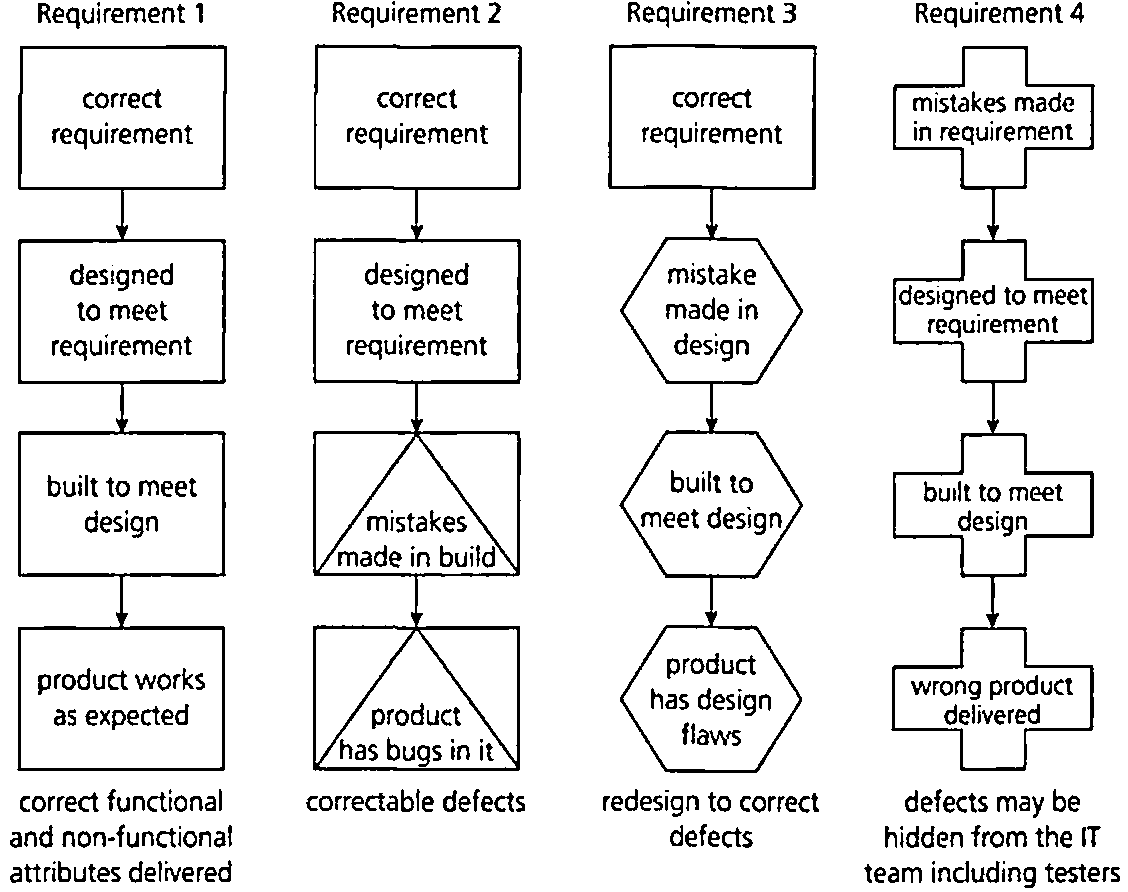 Requirement 1
correct
requirement
designed
to meet
requirement
built to meet
design
product works
as expected
correct functional
and non-functional
attributes delivered
Requirement 2
correct
requirement
designed
to meet
requirement
mistakes
made in build
product
has bugs in it
correctable defects
Requirement 3
correct
requirement
mistake
made in
design
built to
meet design
product
has design
flaws
redesign to correct
defects
Requirement 4
mistakes made
in requirement
designed to meet
requirement
built to meet
design
wrong product
delivered
defects may be
hidden from the IT
team including testers